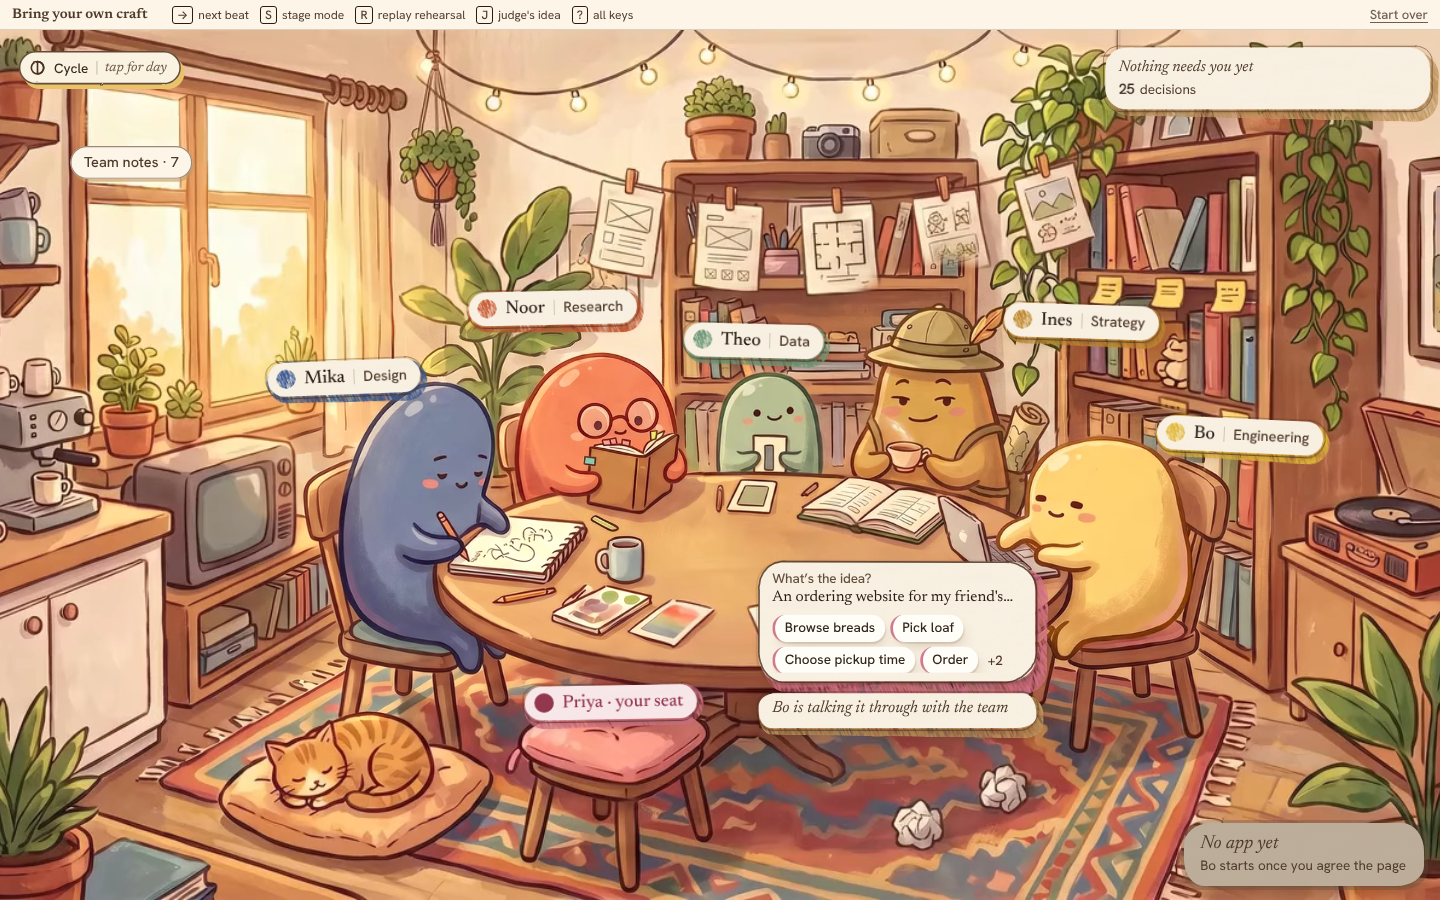 Bring your own craft
→ next beat
S stage mode
R replay rehearsal
J judge's idea
? all keys
Start over
Cycle | tap for day
Nothing needs you yet
25 decisions
Team notes · 7
Noor | Research
Ines | Strategy
Theo | Data
Mika | Design
Bo | Engineering
What's the idea?
An ordering website for my friend's...
Browse breads
Pick loaf
Choose pickup time
Order
+2
Priya · your seat
Bo is talking it through with the team
No app yet
Bo starts once you agree the page